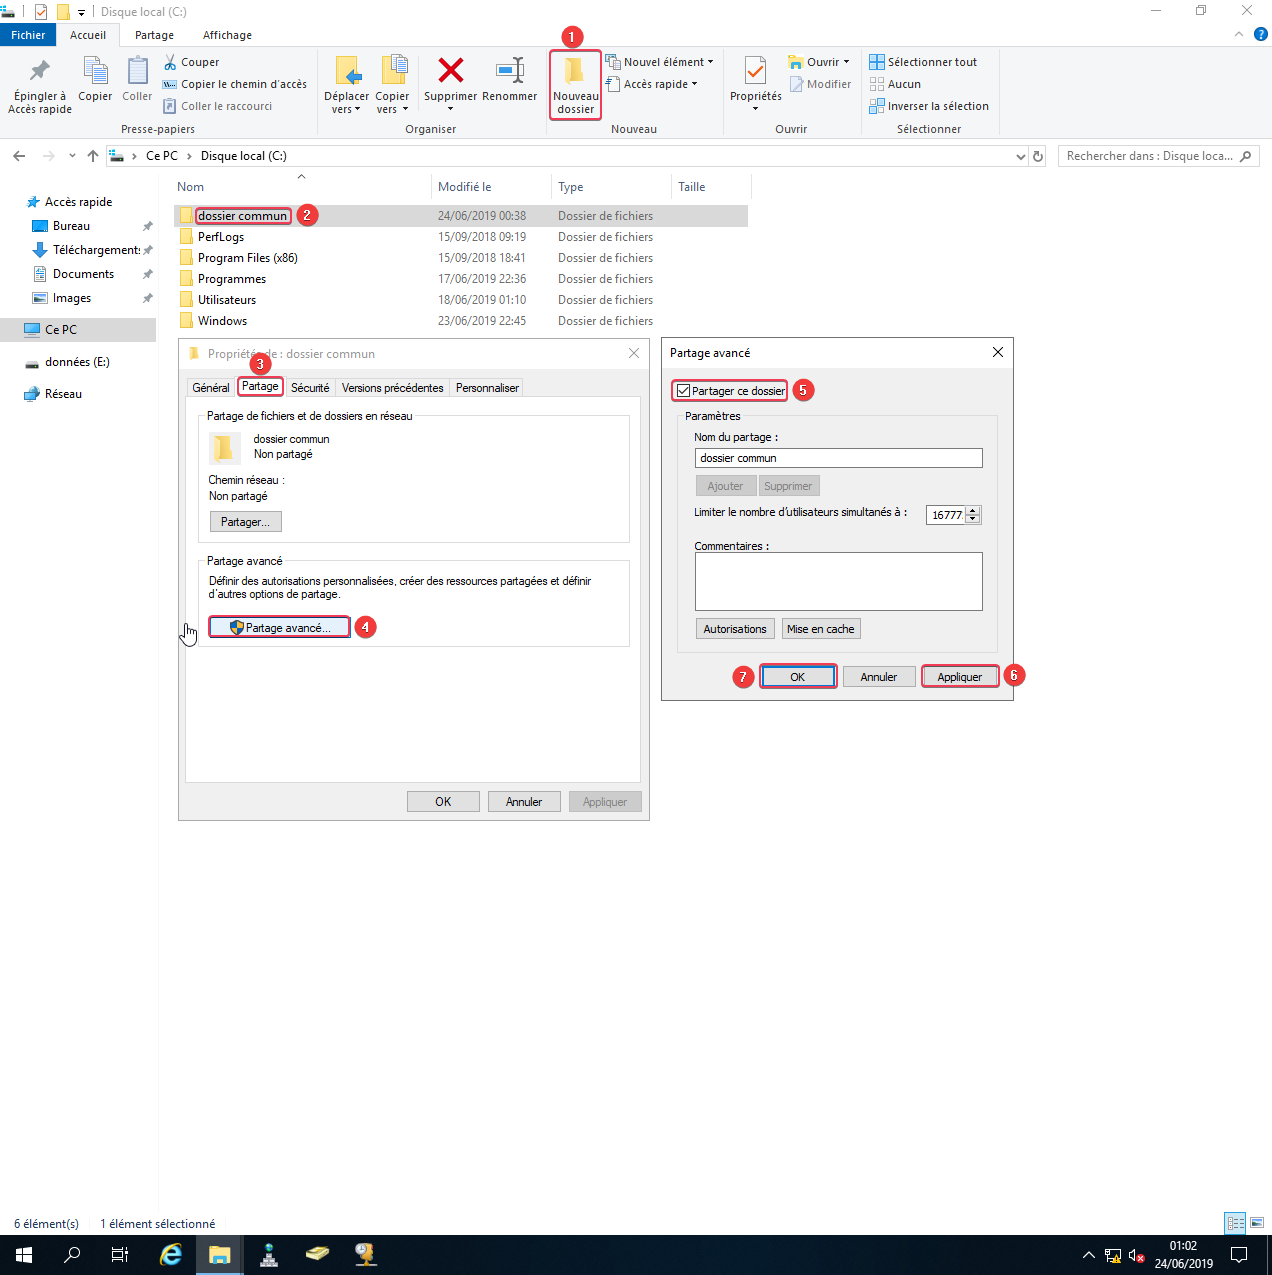 Disque local (C:)
Fichier
Accueil
Partage
Affichage
1
Épingler à
Accès rapide
Copier
Coller
Couper
Copier le chemin d'accès
Coller le raccourci
Presse-papiers
Déplacer
vers
Copier
vers
Supprimer
Renommer
Organiser
Nouveau
dossier
Nouvel élément
Accès rapide
Nouveau
Propriétés
Ouvrir
Modifier
Ouvrir
Sélectionner tout
Aucun
Inverser la sélection
Sélectionner
Ce PC
Disque local (C:)
Rechercher dans : Disque loca...
Accès rapide
Bureau
Téléchargements
Documents
Images
Ce PC
données (E:)
Réseau
Nom
Modifié le
Type
Taille
dossier commun 2 24/06/2019 00:38 Dossier de fichiers
PerfLogs 15/09/2018 09:19 Dossier de fichiers
Program Files (x86) 15/09/2018 18:41 Dossier de fichiers
Programmes 17/06/2019 22:36 Dossier de fichiers
Utilisateurs 18/06/2019 01:10 Dossier de fichiers
Windows 23/06/2019 22:45 Dossier de fichiers
Propriétés de : dossier commun
3
Général
Partage
Sécurité
Versions précédentes
Personnaliser
Partage de fichiers et de dossiers en réseau
dossier commun
Non partagé
Chemin réseau :
Non partagé
Partager...
Partage avancé
Définir des autorisations personnalisées, créer des ressources partagées et définir
d'autres options de partage.
Partage avancé... 4
OK
Annuler
Appliquer
Partage avancé
Partager ce dossier 5
Paramètres
Nom du partage :
dossier commun
Ajouter
Supprimer
Limiter le nombre d'utilisateurs simultanés à : 16777
Commentaires :
Autorisations
Mise en cache
7 OK
Annuler
Appliquer 6
6 élément(s)
1 élément sélectionné
01:02
24/06/2019